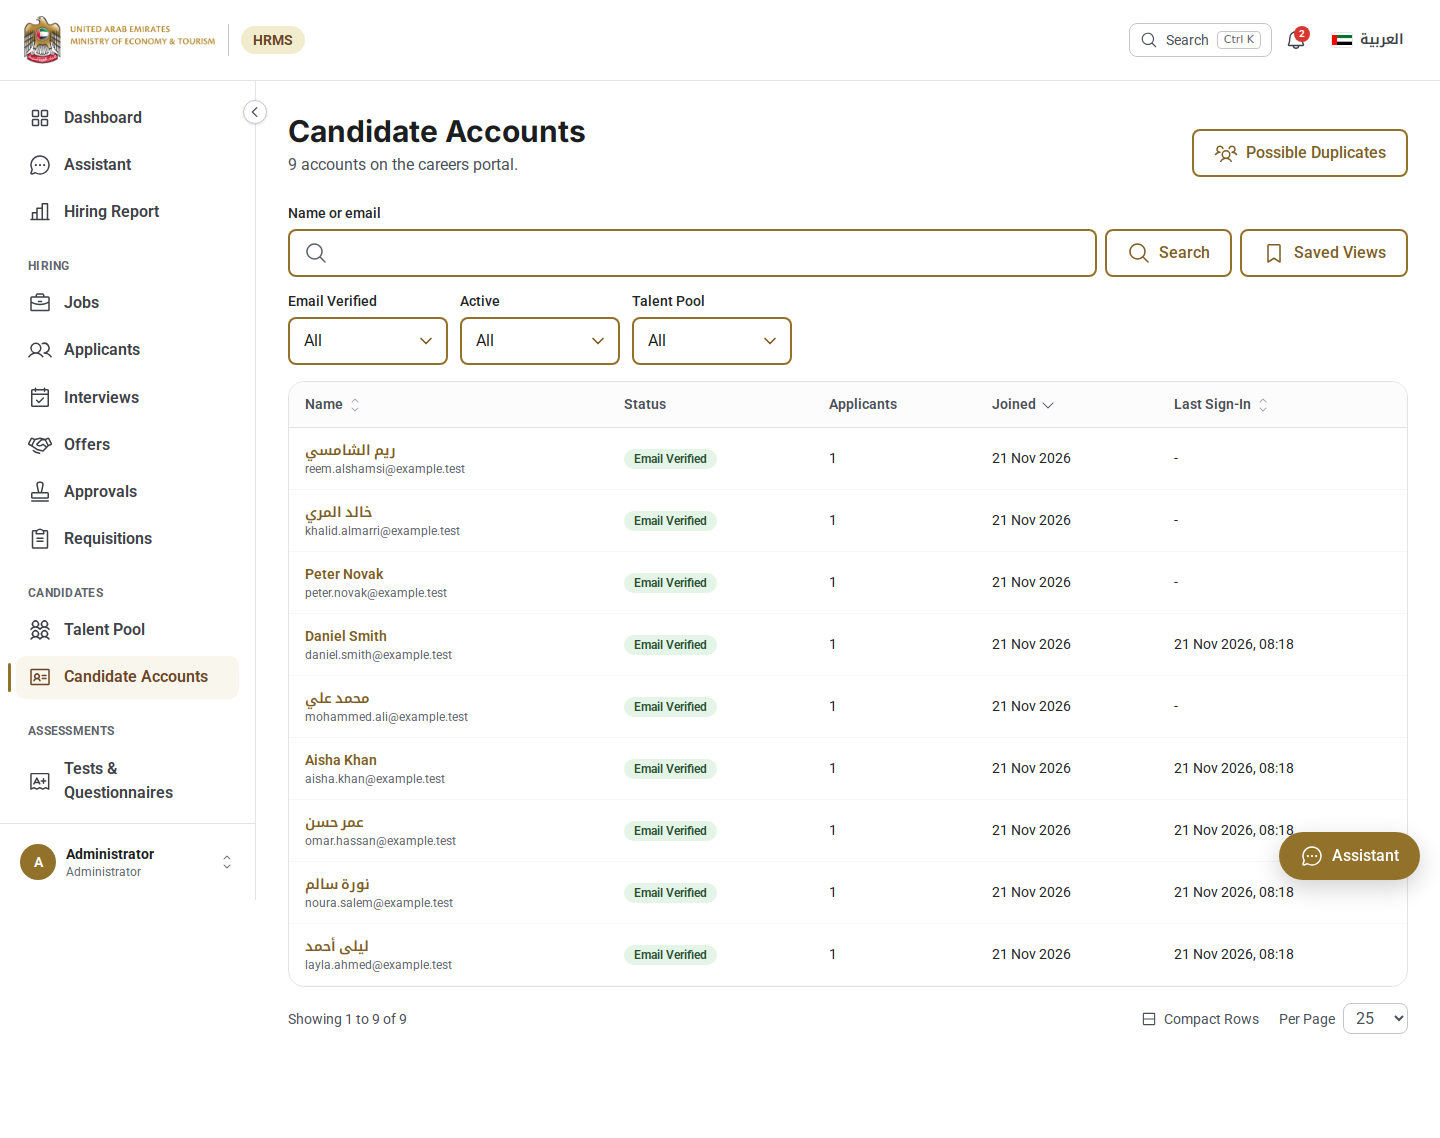 UNITED ARAB EMIRATES
MINISTRY OF ECONOMY & TOURISM
HRMS
Search Ctrl K
2
العربية
Dashboard
Assistant
Hiring Report
HIRING
Jobs
Applicants
Interviews
Offers
Approvals
Requisitions
CANDIDATES
Talent Pool
Candidate Accounts
ASSESSMENTS
Tests &
Questionnaires
A
Administrator
Administrator
Candidate Accounts
9 accounts on the careers portal.
Possible Duplicates
Name or email
Search
Saved Views
Email Verified Active Talent Pool
All All All
Name Status Applicants Joined Last Sign-In
ريم الشامسي
reem.alshamsi@example.test
Email Verified 1 21 Nov 2026 -
خالد المري
khalid.almarri@example.test
Email Verified 1 21 Nov 2026 -
Peter Novak
peter.novak@example.test
Email Verified 1 21 Nov 2026 -
Daniel Smith
daniel.smith@example.test
Email Verified 1 21 Nov 2026 21 Nov 2026, 08:18
محمد علي
mohammed.ali@example.test
Email Verified 1 21 Nov 2026 -
Aisha Khan
aisha.khan@example.test
Email Verified 1 21 Nov 2026 21 Nov 2026, 08:18
عمر حسن
omar.hassan@example.test
Email Verified 1 21 Nov 2026 21 Nov 2026, 08:18
نورة سالم
noura.salem@example.test
Email Verified 1 21 Nov 2026 21 Nov 2026, 08:18
ليلى أحمد
layla.ahmed@example.test
Email Verified 1 21 Nov 2026 21 Nov 2026, 08:18
Assistant
Showing 1 to 9 of 9
Compact Rows Per Page 25